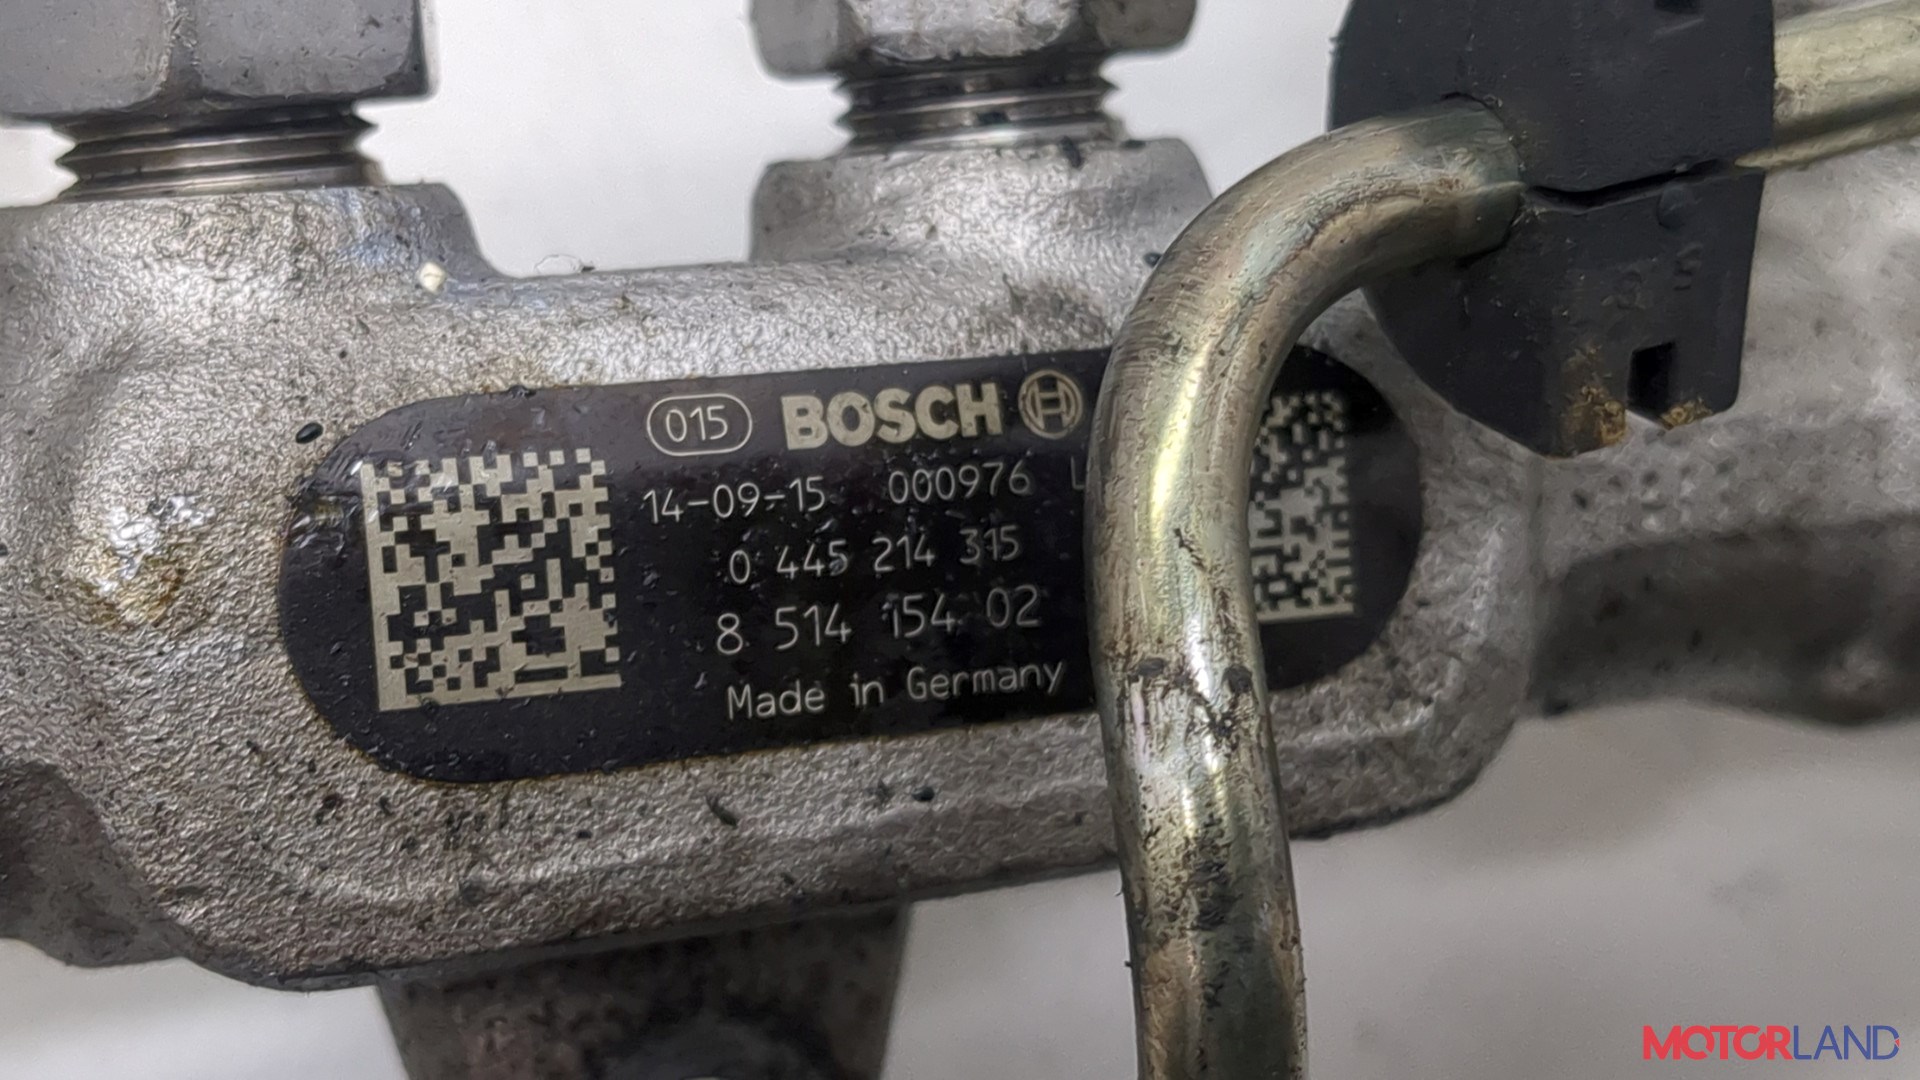 015 BOSCH
14-09-15 000976 L
0 445 214 315
8 514 154 02
Made in Germany
MOTORLAND